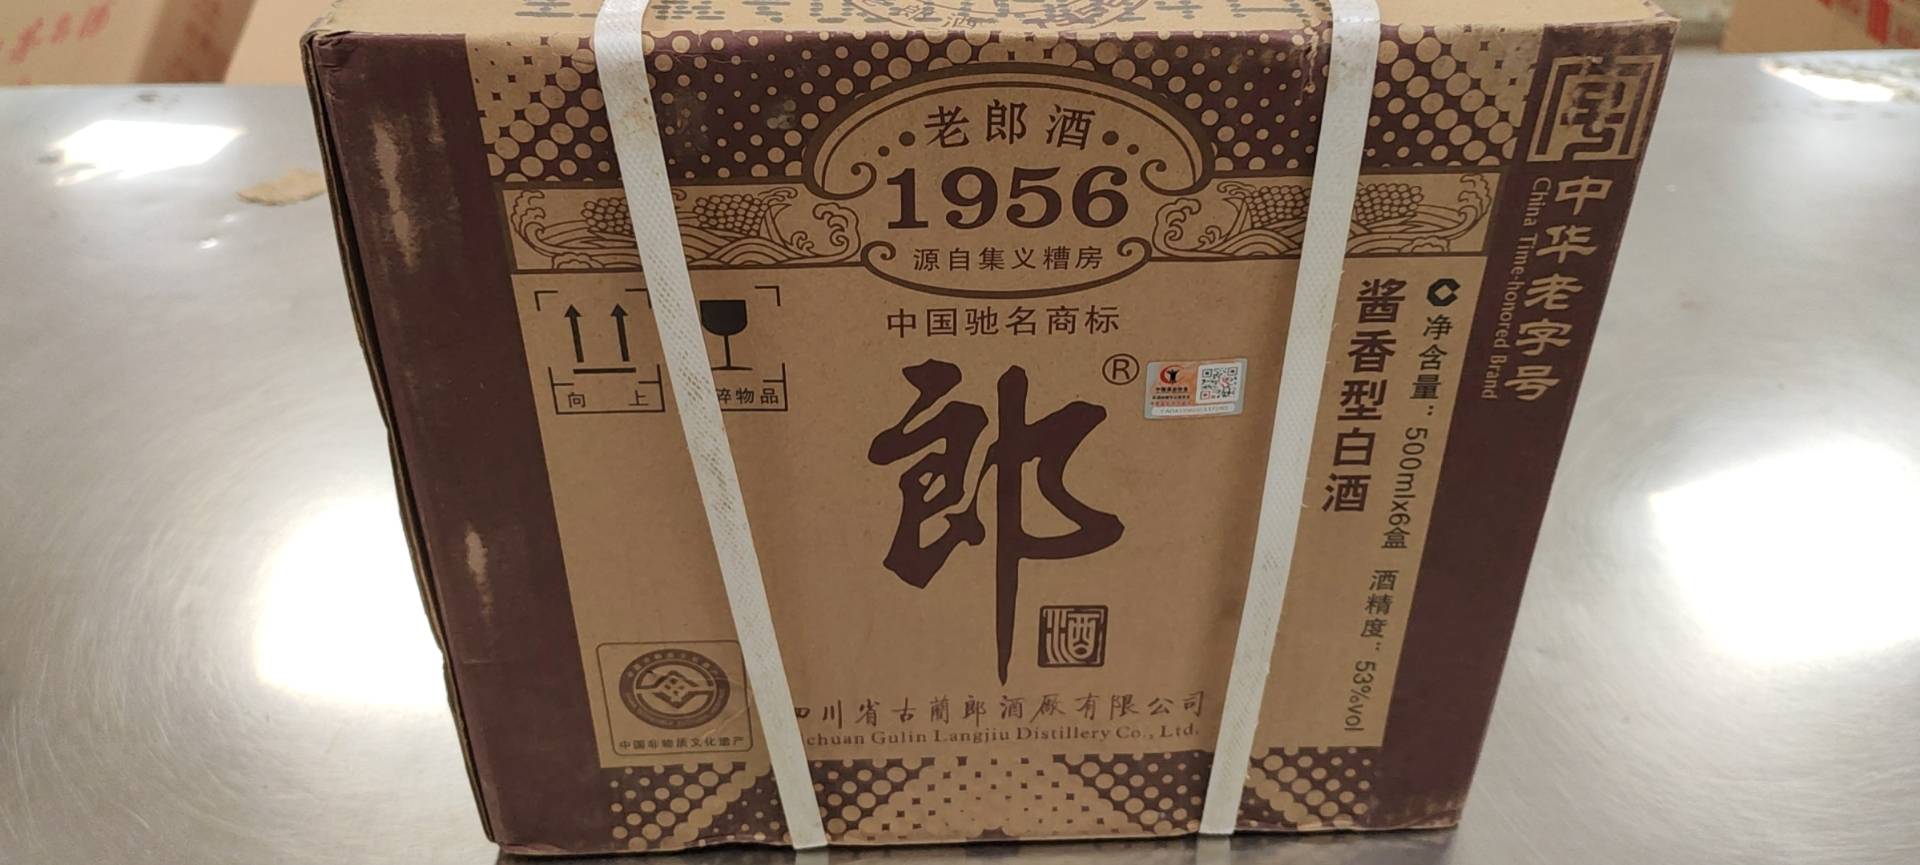 郎酒
老郎酒
1956
源自集义糟房
中国驰名商标
郎
®
酒
向上
碎物品
酱香型白酒
净含量：500mlx6盒 酒精度：53%vol
中华老字号
China Time-honored Brand
中国非物质文化遗产
四川省古蔺郎酒厰有限公司
chuan Gulin Langjiu Distillery Co., Ltd.